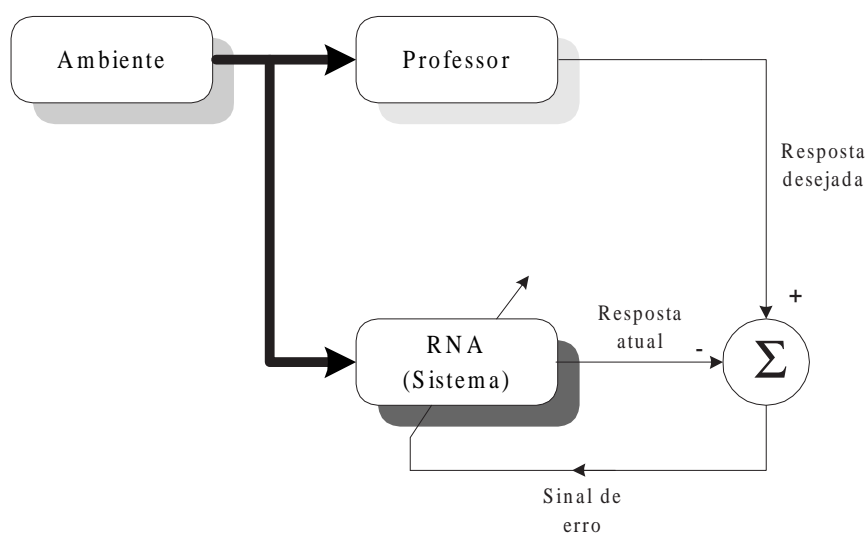 Ambiente
Professor
Resposta
desejada
+
RNA
(Sistema)
Resposta
atual
-
Σ
Sinal de
erro